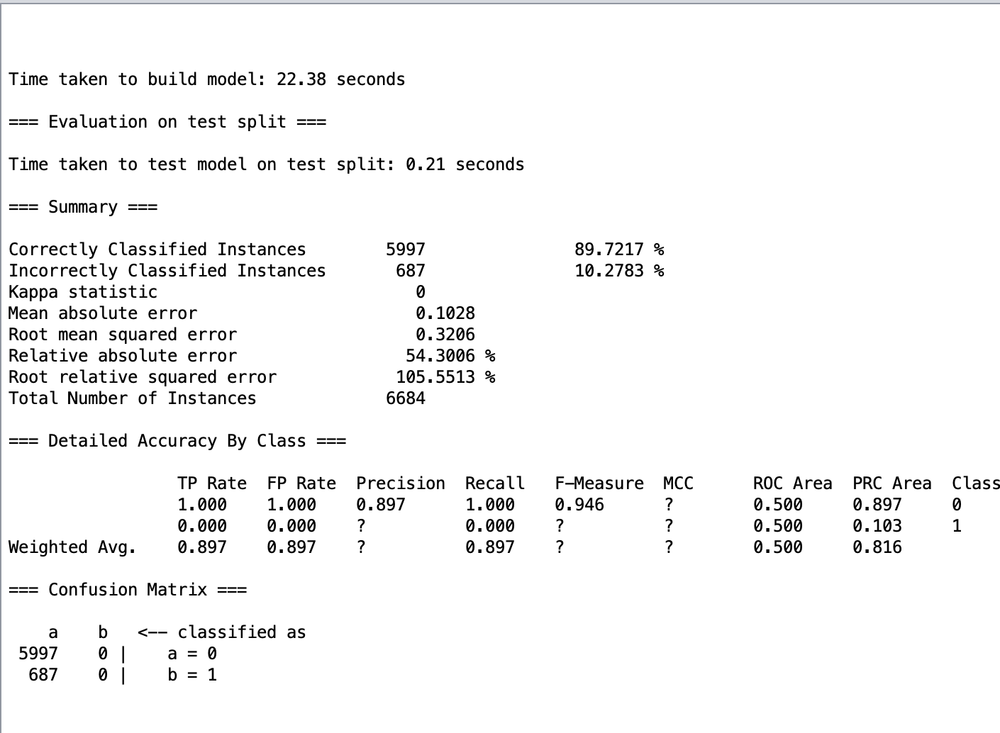 Time taken to build model: 22.38 seconds
=== Evaluation on test split ===
Time taken to test model on test split: 0.21 seconds
=== Summary ===
Correctly Classified Instances        5997               89.7217 %
Incorrectly Classified Instances       687               10.2783 %
Kappa statistic                          0
Mean absolute error                      0.1028
Root mean squared error                  0.3206
Relative absolute error                 54.3006 %
Root relative squared error            105.5513 %
Total Number of Instances             6684
=== Detailed Accuracy By Class ===
                 TP Rate  FP Rate  Precision  Recall   F-Measure  MCC      ROC Area  PRC Area  Class
                 1.000    1.000    0.897      1.000    0.946      ?        0.500     0.897     0
                 0.000    0.000    ?          0.000    ?          ?        0.500     0.103     1
Weighted Avg.    0.897    0.897    ?          0.897    ?          ?        0.500     0.816
=== Confusion Matrix ===
    a    b   <-- classified as
 5997    0 |    a = 0
  687    0 |    b = 1